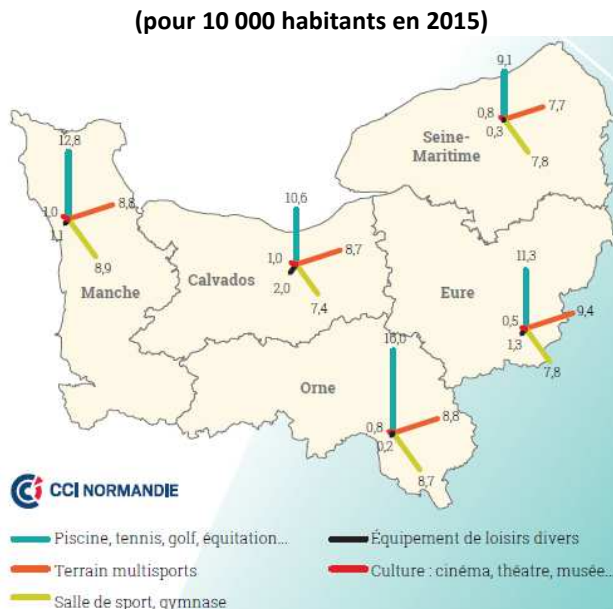 (pour 10 000 habitants en 2015)
9,1
0,8
7,7
0,3
Seine-
Maritime
7,8
12,8
1,0
8,8
1,1
8,9
Manche
10,6
1,0
8,7
Calvados
2,0
7,4
11,3
Eure
0,5
9,4
1,3
7,8
16,0
Orne
0,8
8,8
0,2
8,7
CCI NORMANDIE
Piscine, tennis, golf, équitation...
Équipement de loisirs divers
Terrain multisports
Culture : cinéma, théatre, musée...
Salle de sport, gymnase